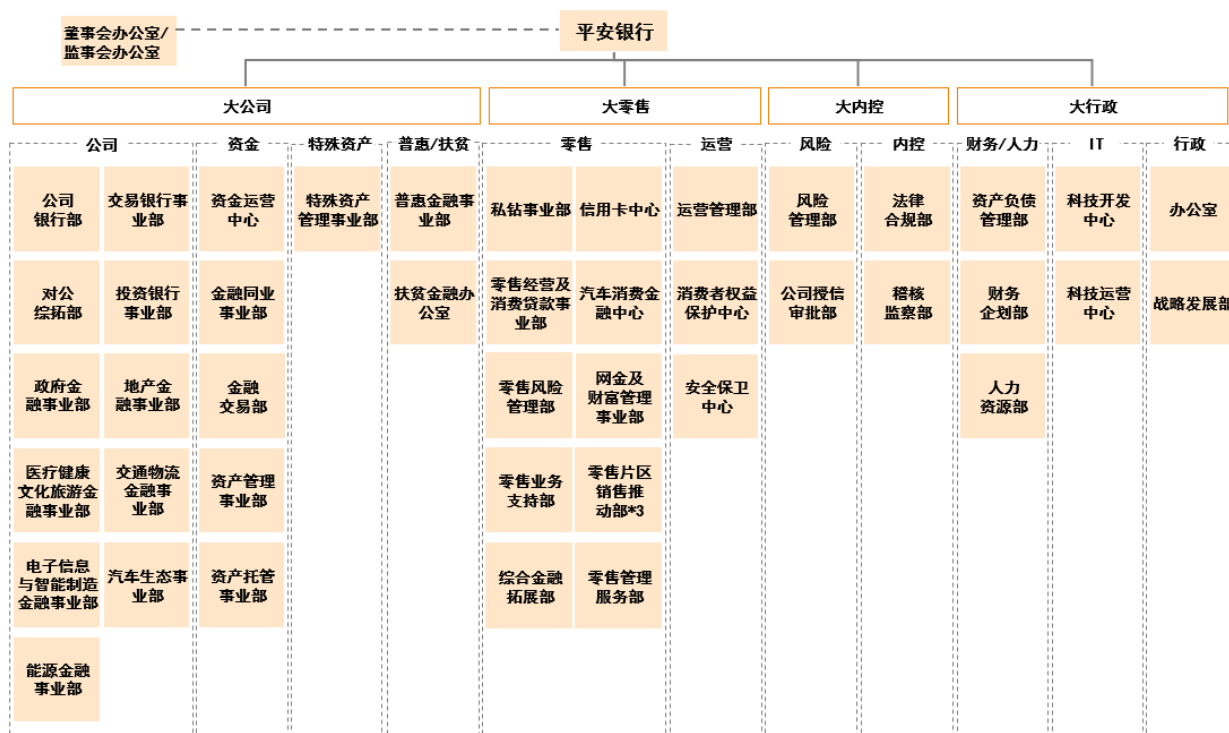 董事会办公室/
监事会办公室
平安银行
大公司
大零售
大内控
大行政
公司
资金
特殊资产
普惠/扶贫
零售
运营
风险
内控
财务/人力
IT
行政
公司
银行部
交易银行事
业部
资金运营
中心
特殊资产
管理事业部
普惠金融事
业部
私钻事业部
信用卡中心
运营管理部
风险
管理部
法律
合规部
资产负债
管理部
科技开发
中心
办公室
对公
综拓部
投资银行
事业部
金融同业
事业部
扶贫金融办
公室
零售经营及
消费贷款事
业部
汽车消费金
融中心
消费者权益
保护中心
公司授信
审批部
稽核
监察部
财务
企划部
科技运营
中心
战略发展部
政府金
融事业部
地产金
融事业部
金融
交易部
零售风险
管理部
网金及
财富管理
事业部
安全保卫
中心
人力
资源部
医疗健康
文化旅游金
融事业部
交通物流
金融事
业部
资产管理
事业部
零售业务
支持部
零售片区
销售推
动部*3
电子信息
与智能制造
金融事业部
汽车生态事
业部
资产托管
事业部
综合金融
拓展部
零售管理
服务部
能源金融
事业部